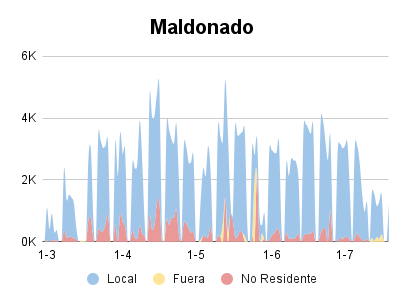 Maldonado
6K
4K
2K
0K
1-3 1-4 1-5 1-6 1-7
Local Fuera No Residente